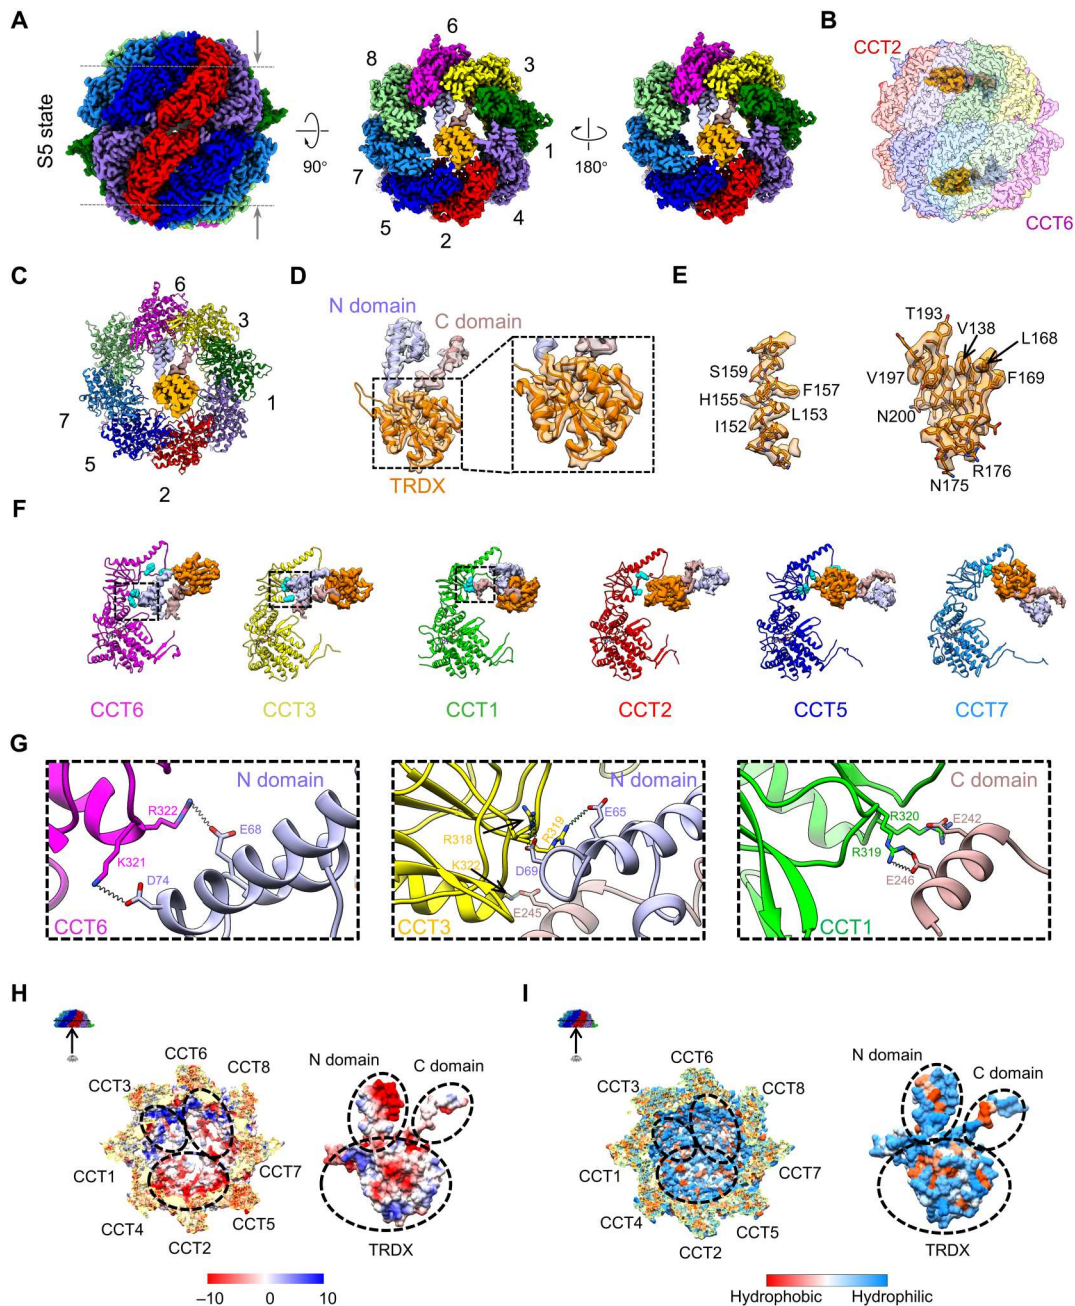 A
S5 state
90°
6
8
3
1
7
5
2
4
180°
B
CCT2
CCT6
C
6
3
1
7
5
2
D
N domain
C domain
TRDX
E
S159
H155
I152
F157
L153
T193
V138
L168
V197
F169
N200
R176
N175
F
CCT6
CCT3
CCT1
CCT2
CCT5
CCT7
G
N domain
R322
E68
K321
D74
CCT6
N domain
R318
R319
E65
K322
D69
E245
CCT3
C domain
R320
E242
R319
E246
CCT1
H
CCT6
CCT3
CCT8
CCT1
CCT7
CCT4
CCT5
CCT2
N domain
C domain
TRDX
–10 0 10
I
CCT6
CCT3
CCT8
CCT1
CCT7
CCT4
CCT5
CCT2
N domain
C domain
TRDX
Hydrophobic Hydrophilic